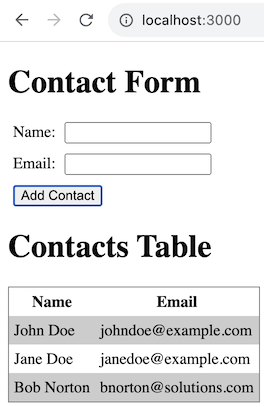 localhost:3000
Contact Form
Name:
Email:
Add Contact
Contacts Table
Name Email
John Doe johndoe@example.com
Jane Doe janedoe@example.com
Bob Norton bnorton@solutions.com